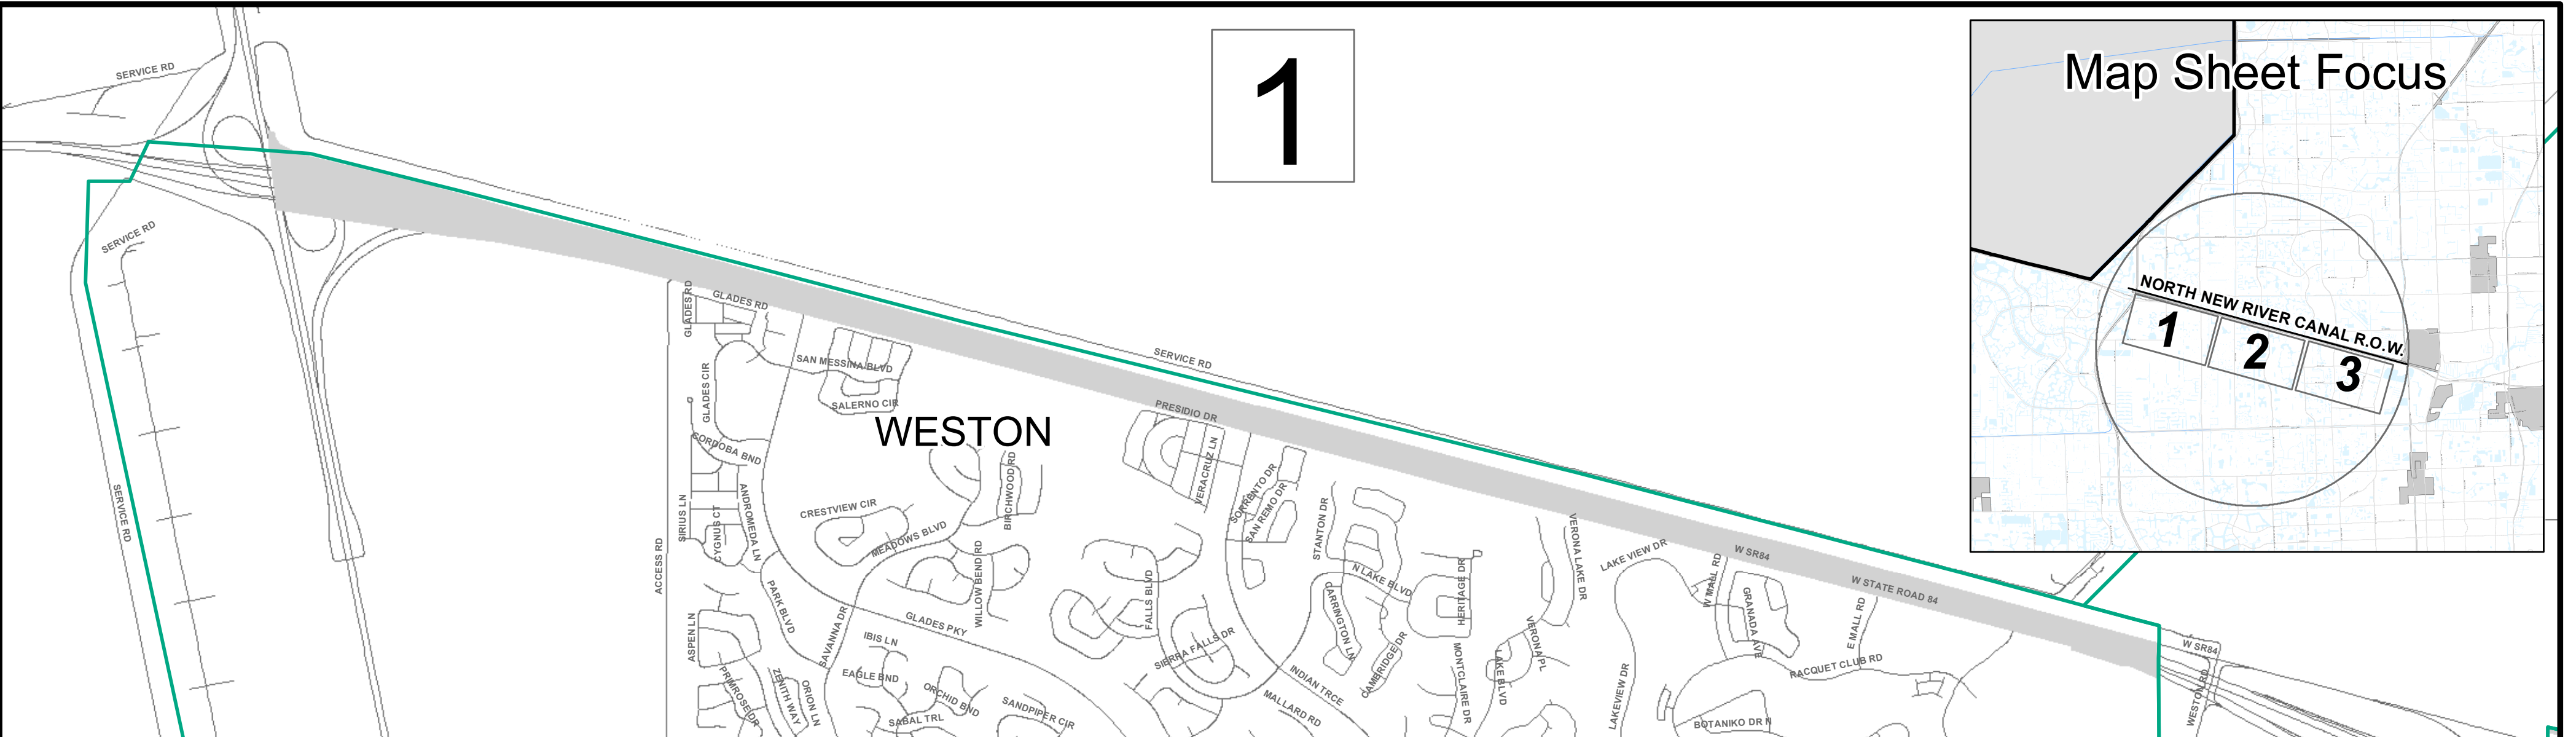 1
Map Sheet Focus
NORTH NEW RIVER CANAL R.O.W.
1
2
3
SERVICE RD
SERVICE RD
SERVICE RD
SERVICE RD
WESTON
GLADES RD
GLADES RD
SAN MESSINA BLVD
SALERNO CIR
GLADES CIR
CORDOBA BND
PRESIDIO DR
VERACRUZ LN
SORRENTO DR
SAN REMO DR
BIRCHWOOD RD
CRESTVIEW CIR
MEADOWS BLVD
ANDROMEDA LN
SIRIUS LN
CYGNUS CT
ACCESS RD
STANTON DR
N LAKE BLVD
HERITAGE DR
VERONA LAKE DR
LAKE VIEW DR
W MALL RD
W SR84
W STATE ROAD 84
GRANADA AVE
E MALL RD
RACQUET CLUB RD
W SR84
WESTON RD
PARK BLVD
SAVANNA DR
WILLOW BEND RD
GLADES PKY
FALLS BLVD
SIERRA FALLS DR
CARRINGTON LN
CAMBRIDGE DR
VERONA PL
MONTCLAIRE DR
LAKE BLVD
LAKEVIEW DR
ASPEN LN
PRIMROSE DR
ZENITH WAY
ORION LN
IBIS LN
EAGLE BND
ORCHID BND
SABAL TRL
SANDPIPER CIR
INDIAN TRCE
MALLARD RD
BOTANIKO DR N